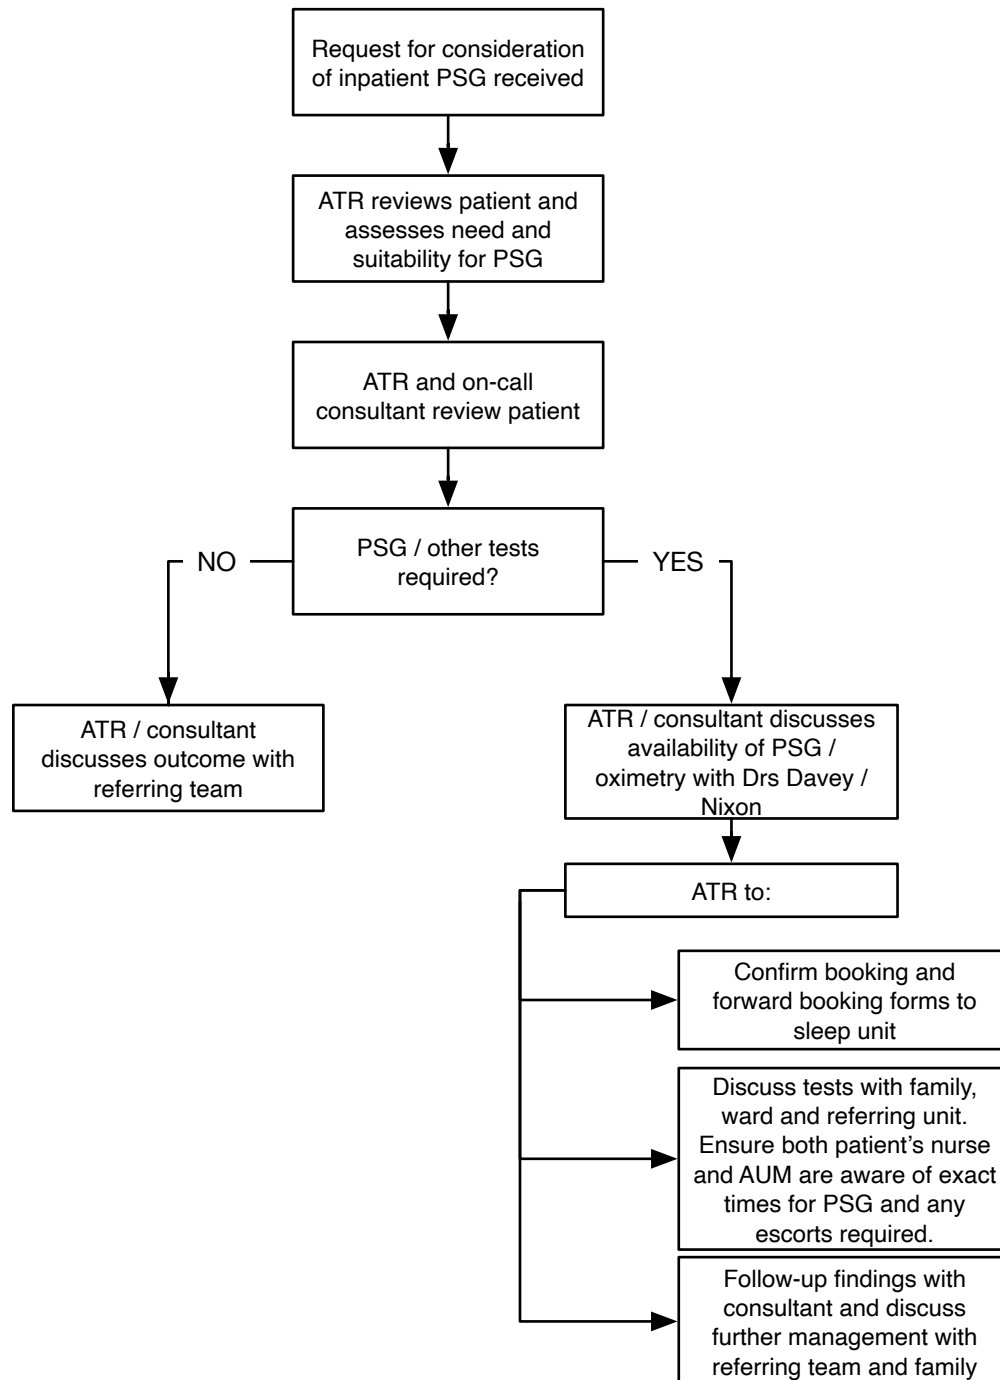 Request for consideration
of inpatient PSG received
ATR reviews patient and
assesses need and
suitability for PSG
ATR and on-call
consultant review patient
PSG / other tests
required?
NO
YES
ATR / consultant
discusses outcome with
referring team
ATR / consultant discusses
availability of PSG /
oximetry with Drs Davey /
Nixon
ATR to:
Confirm booking and
forward booking forms to
sleep unit
Discuss tests with family,
ward and referring unit.
Ensure both patient’s nurse
and AUM are aware of exact
times for PSG and any
escorts required.
Follow-up findings with
consultant and discuss
further management with
referring team and family